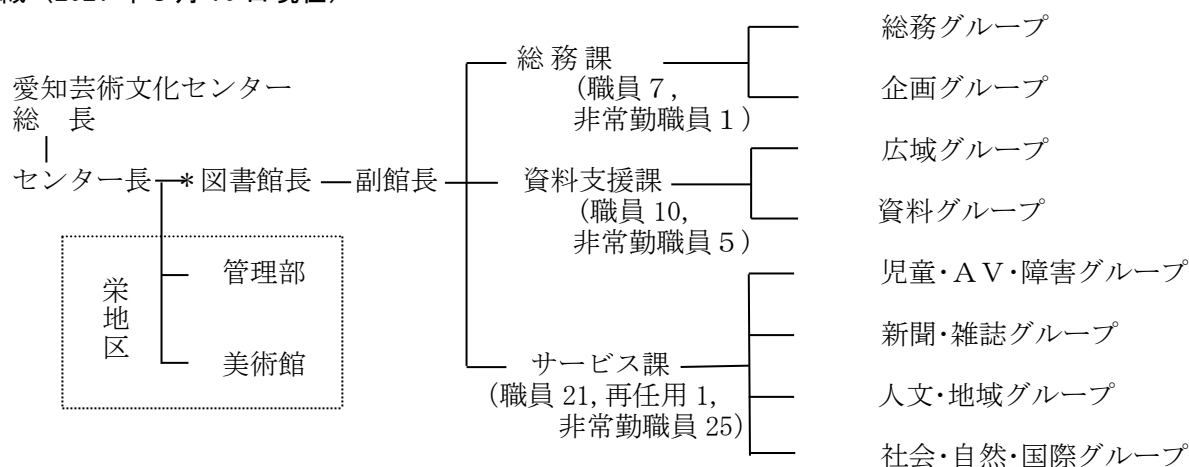 愛知芸術文化センター
総　長
センター長
＊図書館長
副館長
栄地区
管理部
美術館
総務課
(職員７，
非常勤職員１)
総務グループ
企画グループ
資料支援課
(職員 10,
非常勤職員５)
広域グループ
資料グループ
サービス課
(職員 21, 再任用 1,
非常勤職員 25)
児童・ＡＶ・障害グループ
新聞・雑誌グループ
人文・地域グループ
社会・自然・国際グループ